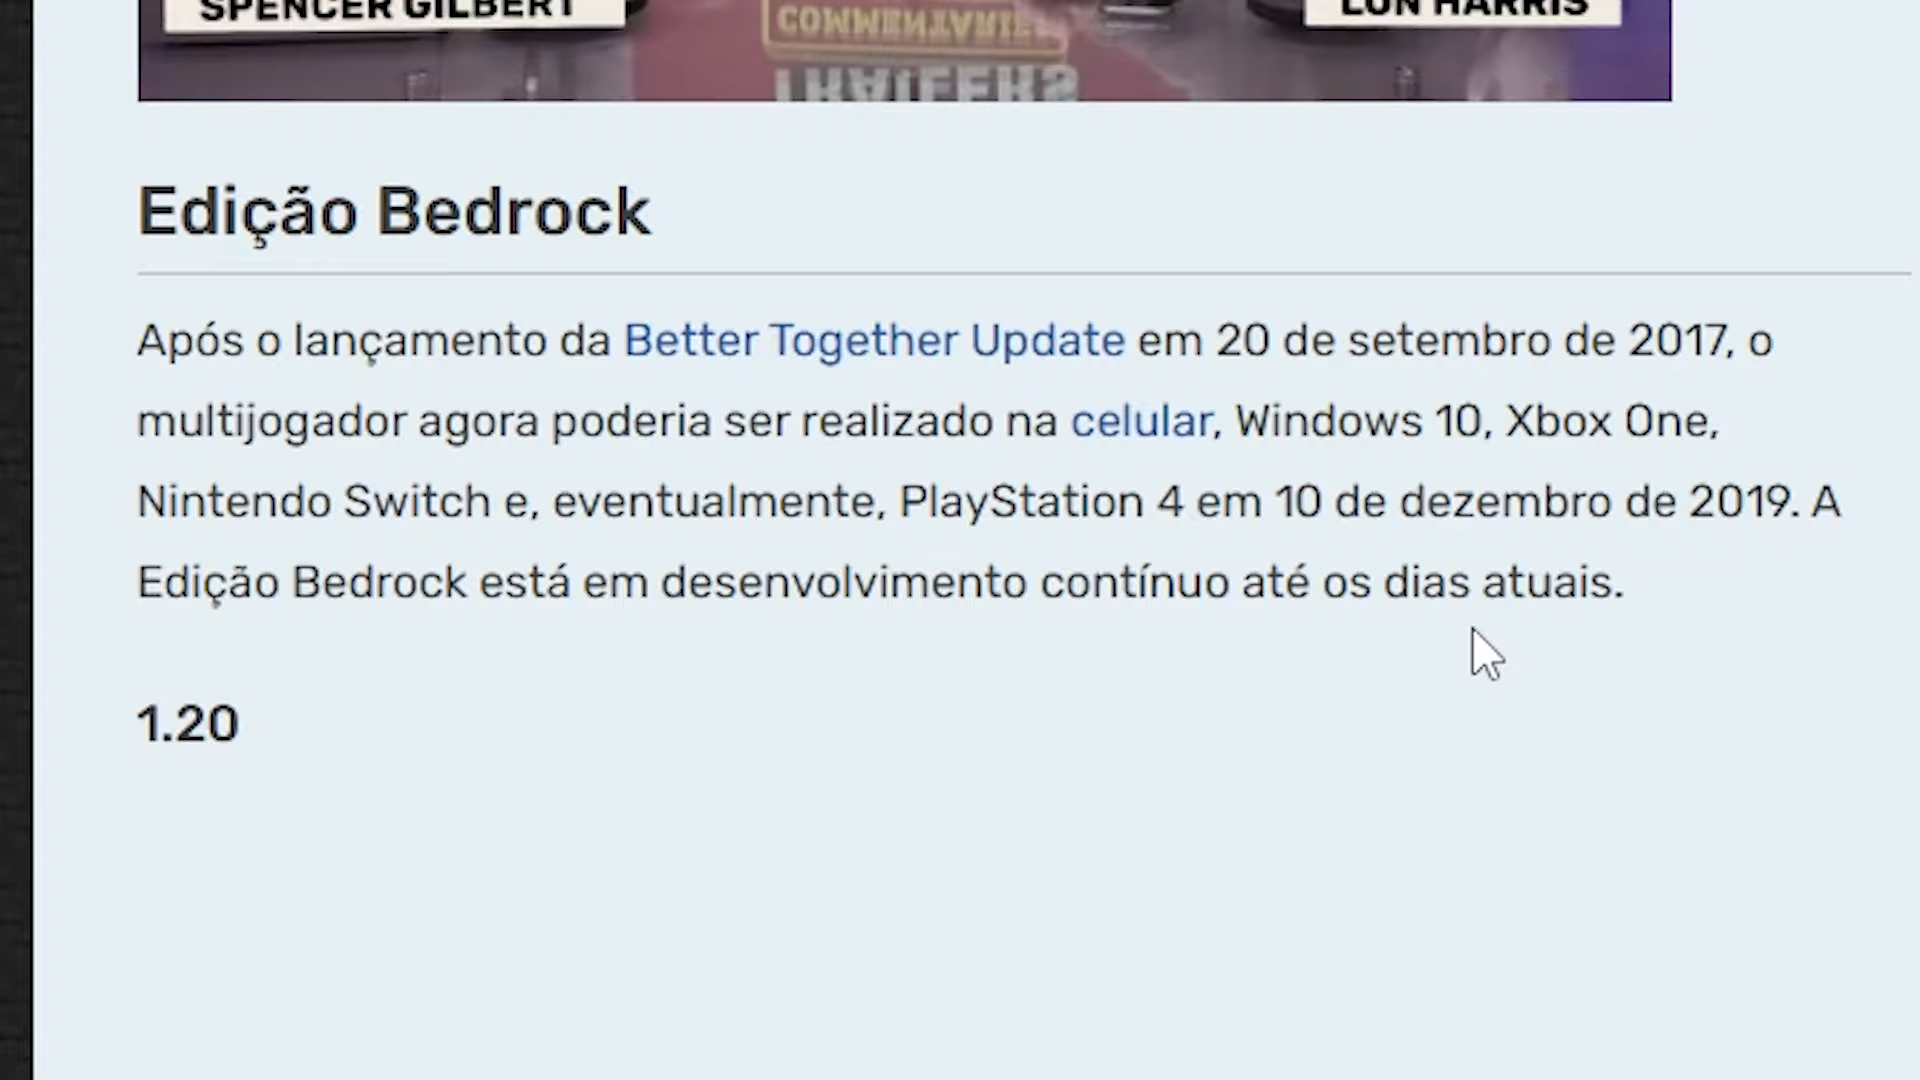 SPENCER GILBERT
LON HARRIS
COMMENTARIE
TRAILERS
Edição Bedrock
Após o lançamento da Better Together Update em 20 de setembro de 2017, o
multijogador agora poderia ser realizado na celular, Windows 10, Xbox One,
Nintendo Switch e, eventualmente, PlayStation 4 em 10 de dezembro de 2019. A
Edição Bedrock está em desenvolvimento contínuo até os dias atuais.
1.20